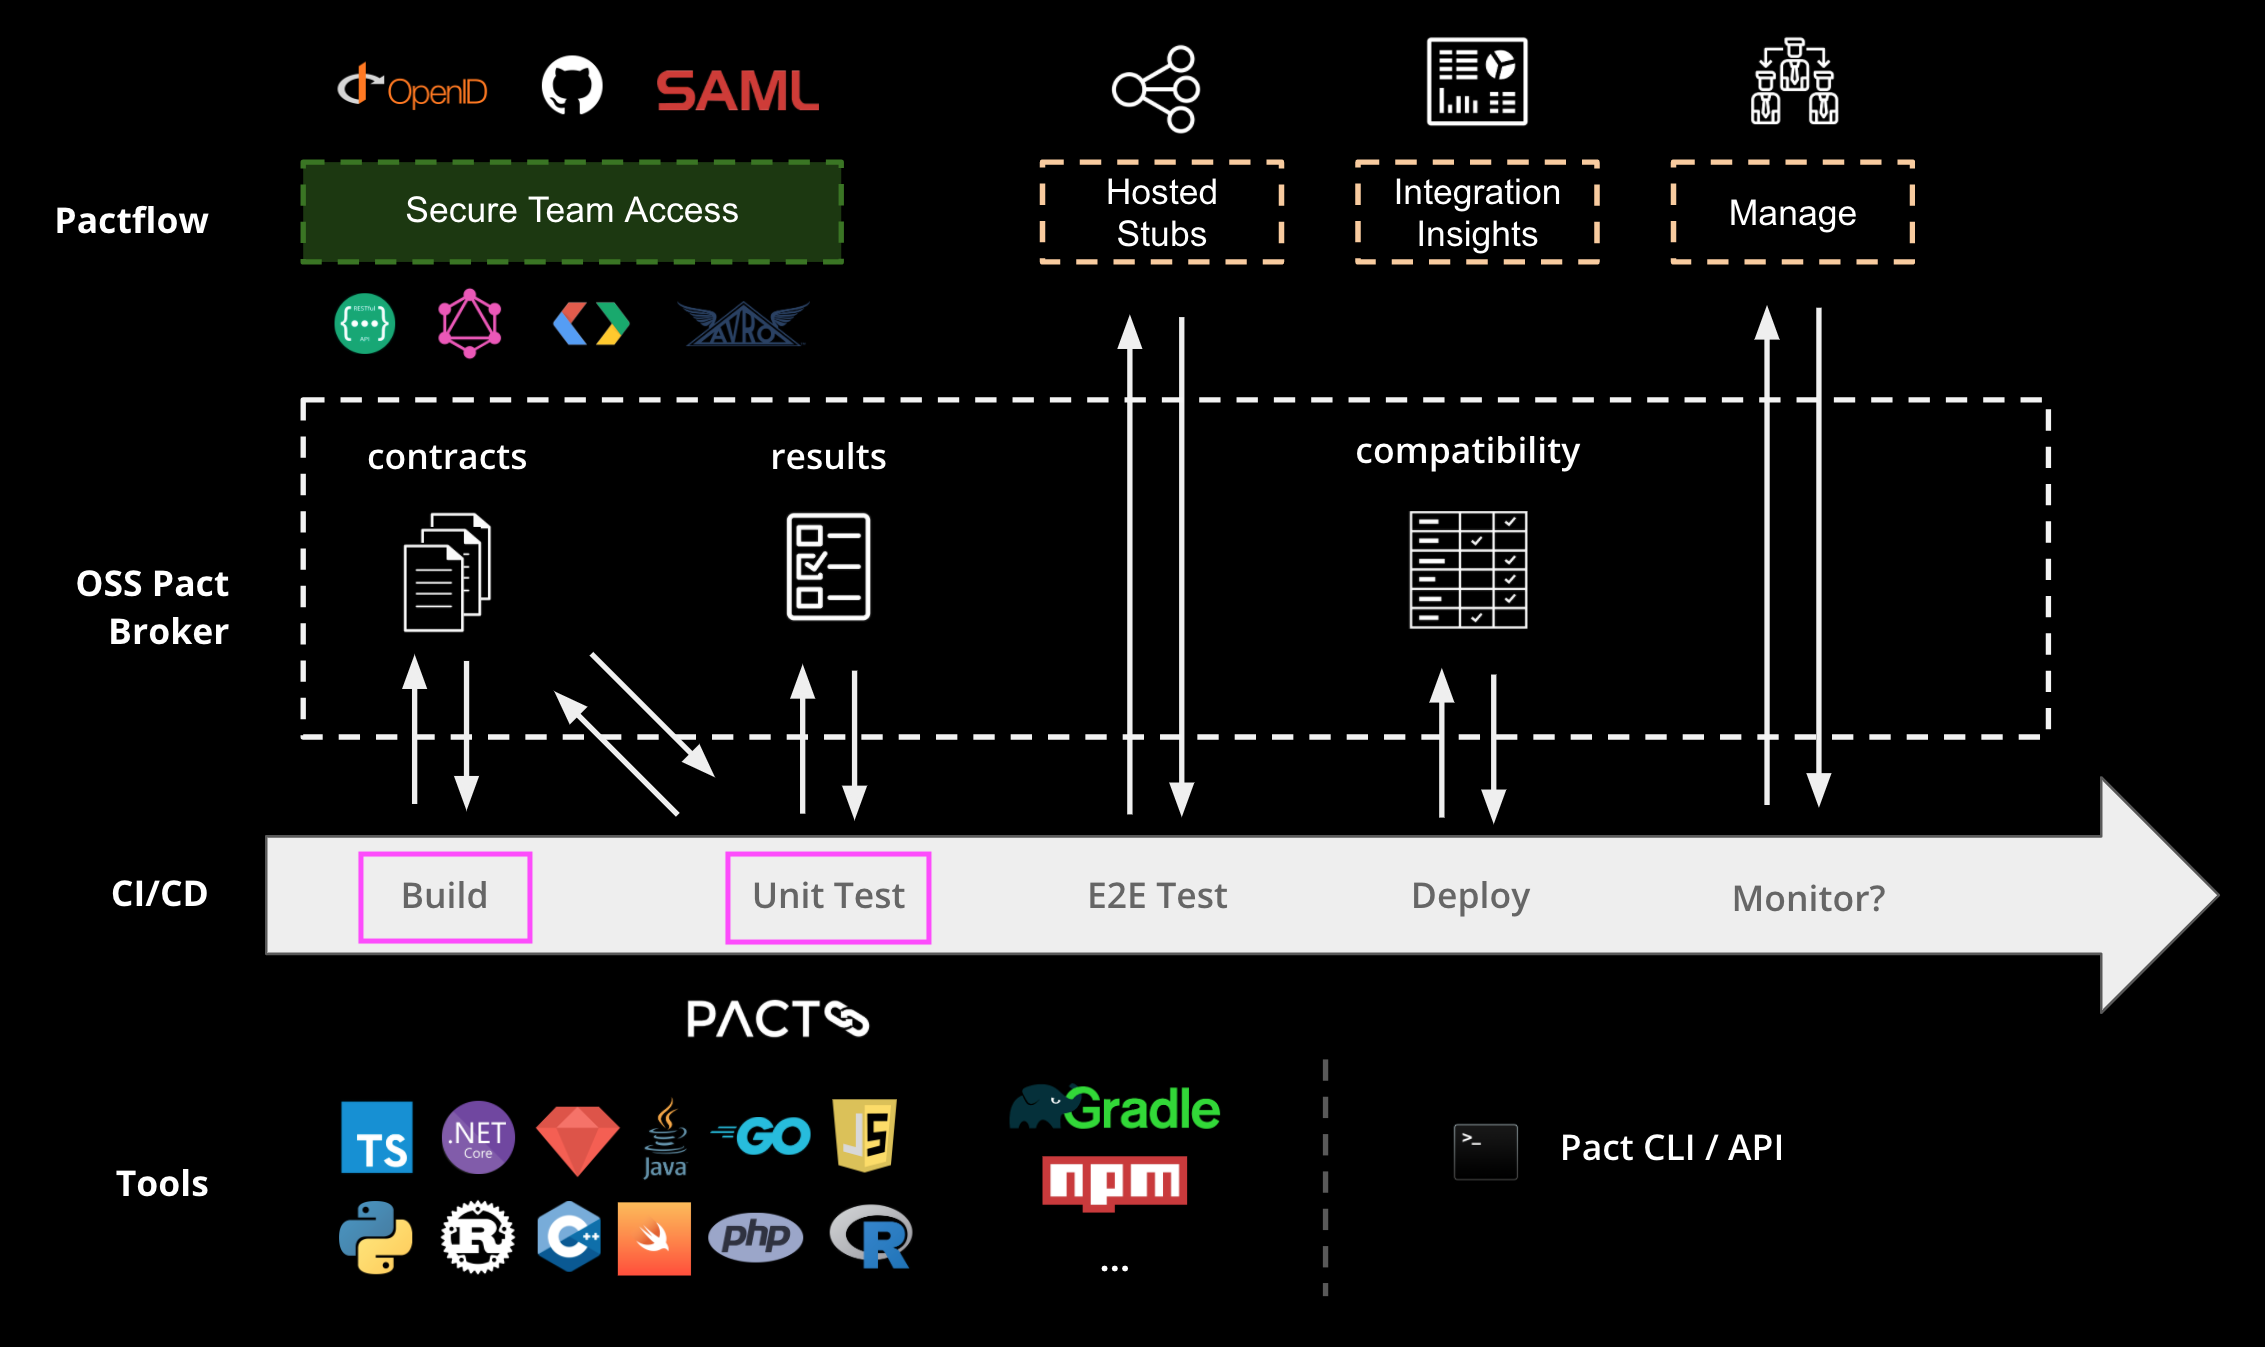 OpenID
SAML
Pactflow
Secure Team Access
Hosted
Stubs
Integration
Insights
Manage
RESTful
{•••}
API
AVRO
contracts
results
compatibility
OSS Pact
Broker
CI/CD
Build
Unit Test
E2E Test
Deploy
Monitor?
PACT
Tools
TS
.NET
Core
Java
GO
JS
Gradle
npm
>_
Pact CLI / API
R
C++
php
R
...